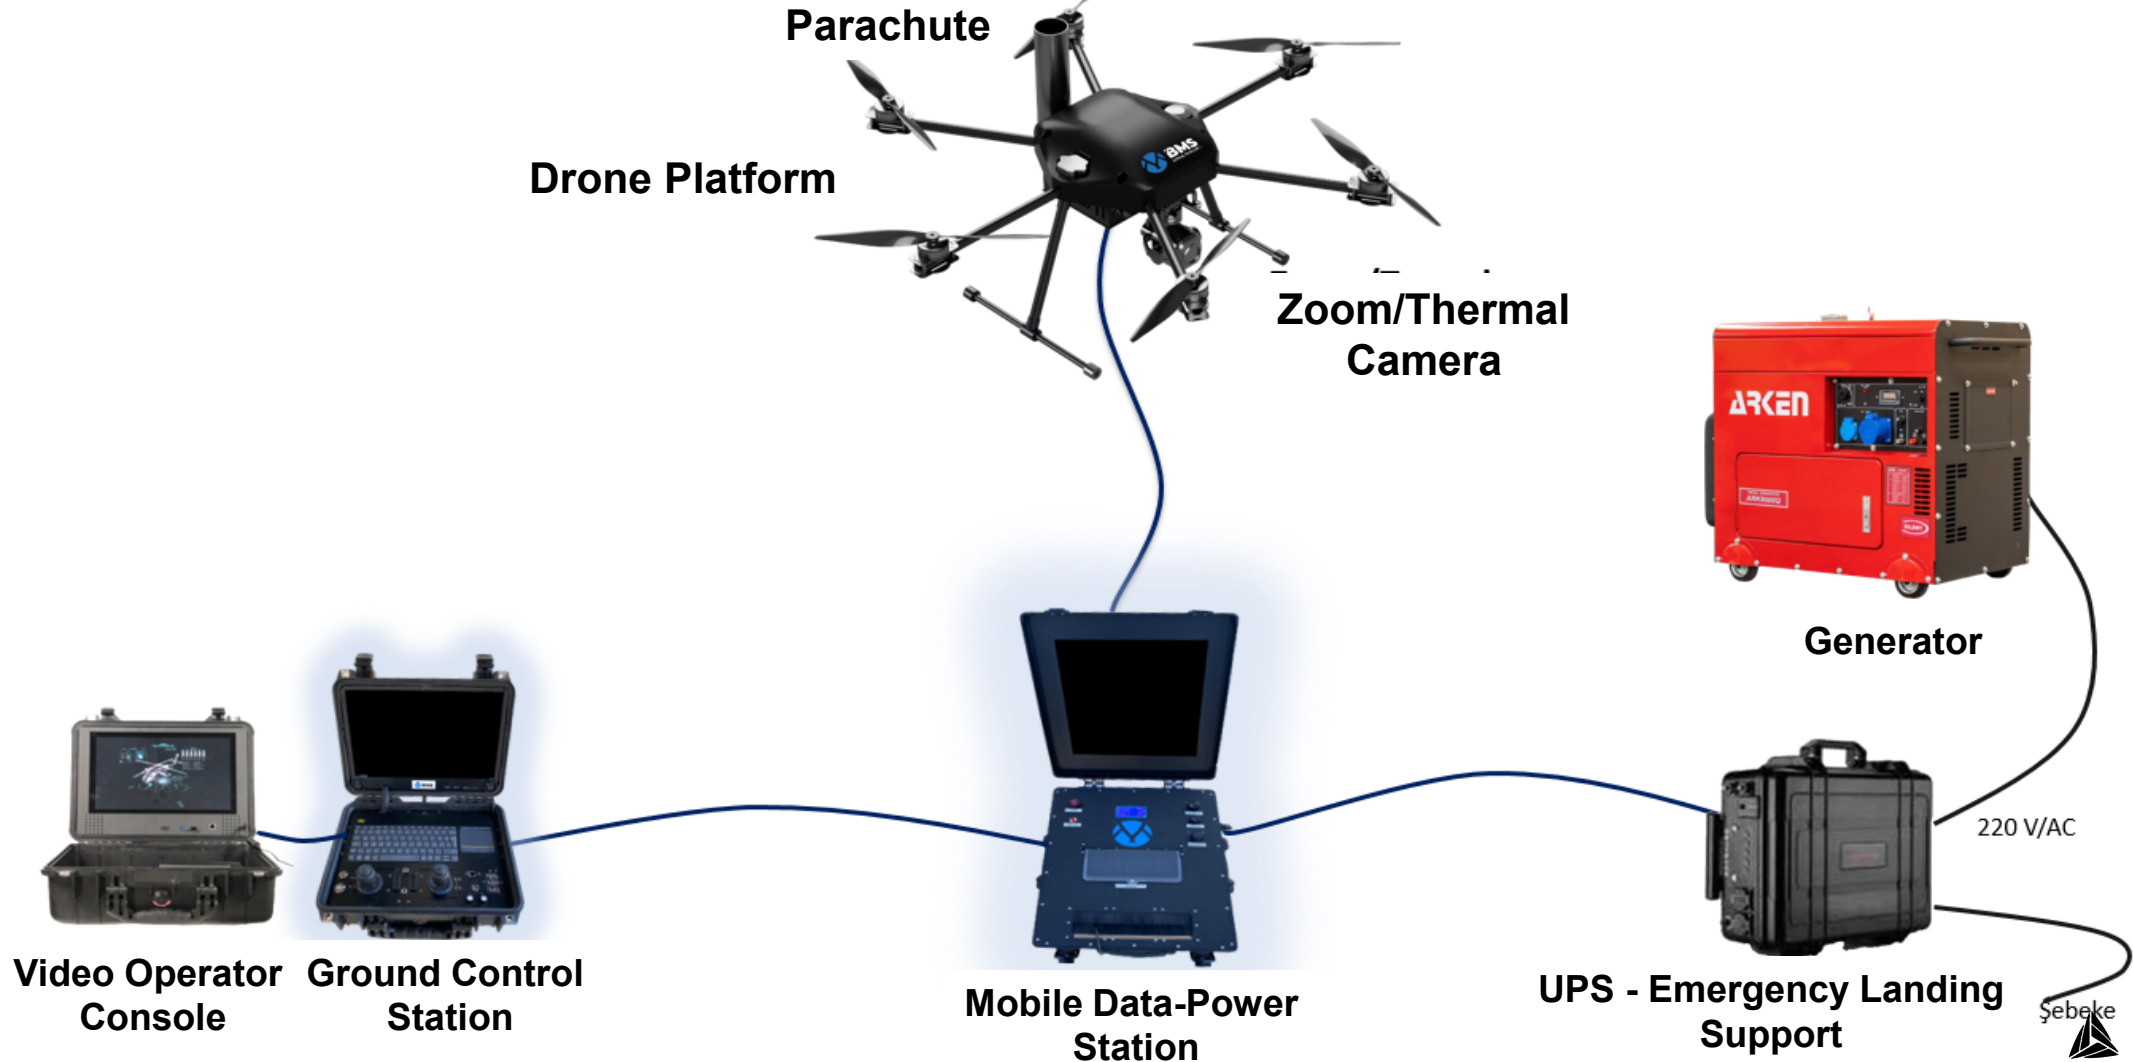 Parachute
BMS
Drone Platform
Zoom/Thermal
Camera
ARKEN
SILENT
Generator
220 V/AC
Video Operator
Console
Ground Control
Station
Mobile Data-Power
Station
UPS - Emergency Landing
Support
Şebeke